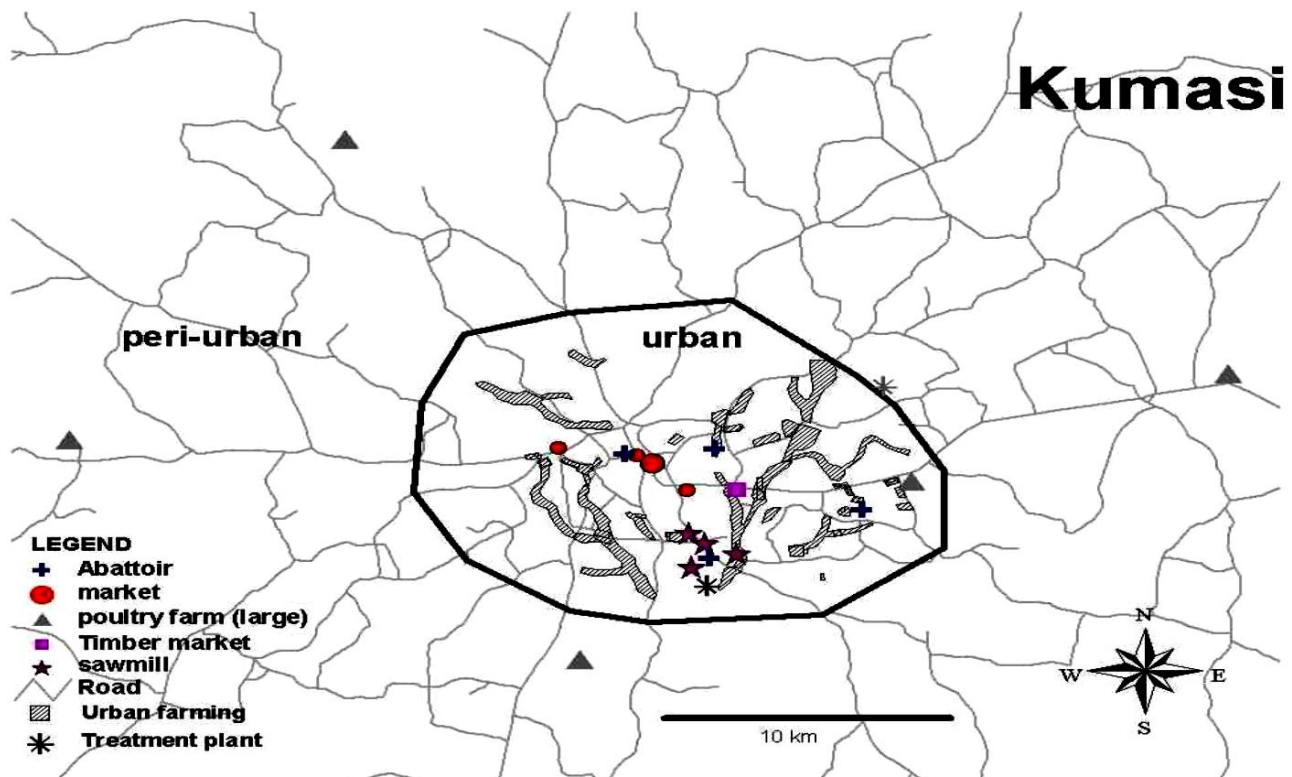 Kumasi
peri-urban
urban
LEGEND
Abattoir
market
poultry farm (large)
Timber market
sawmill
Road
Urban farming
Treatment plant
N
W
E
S
10 km